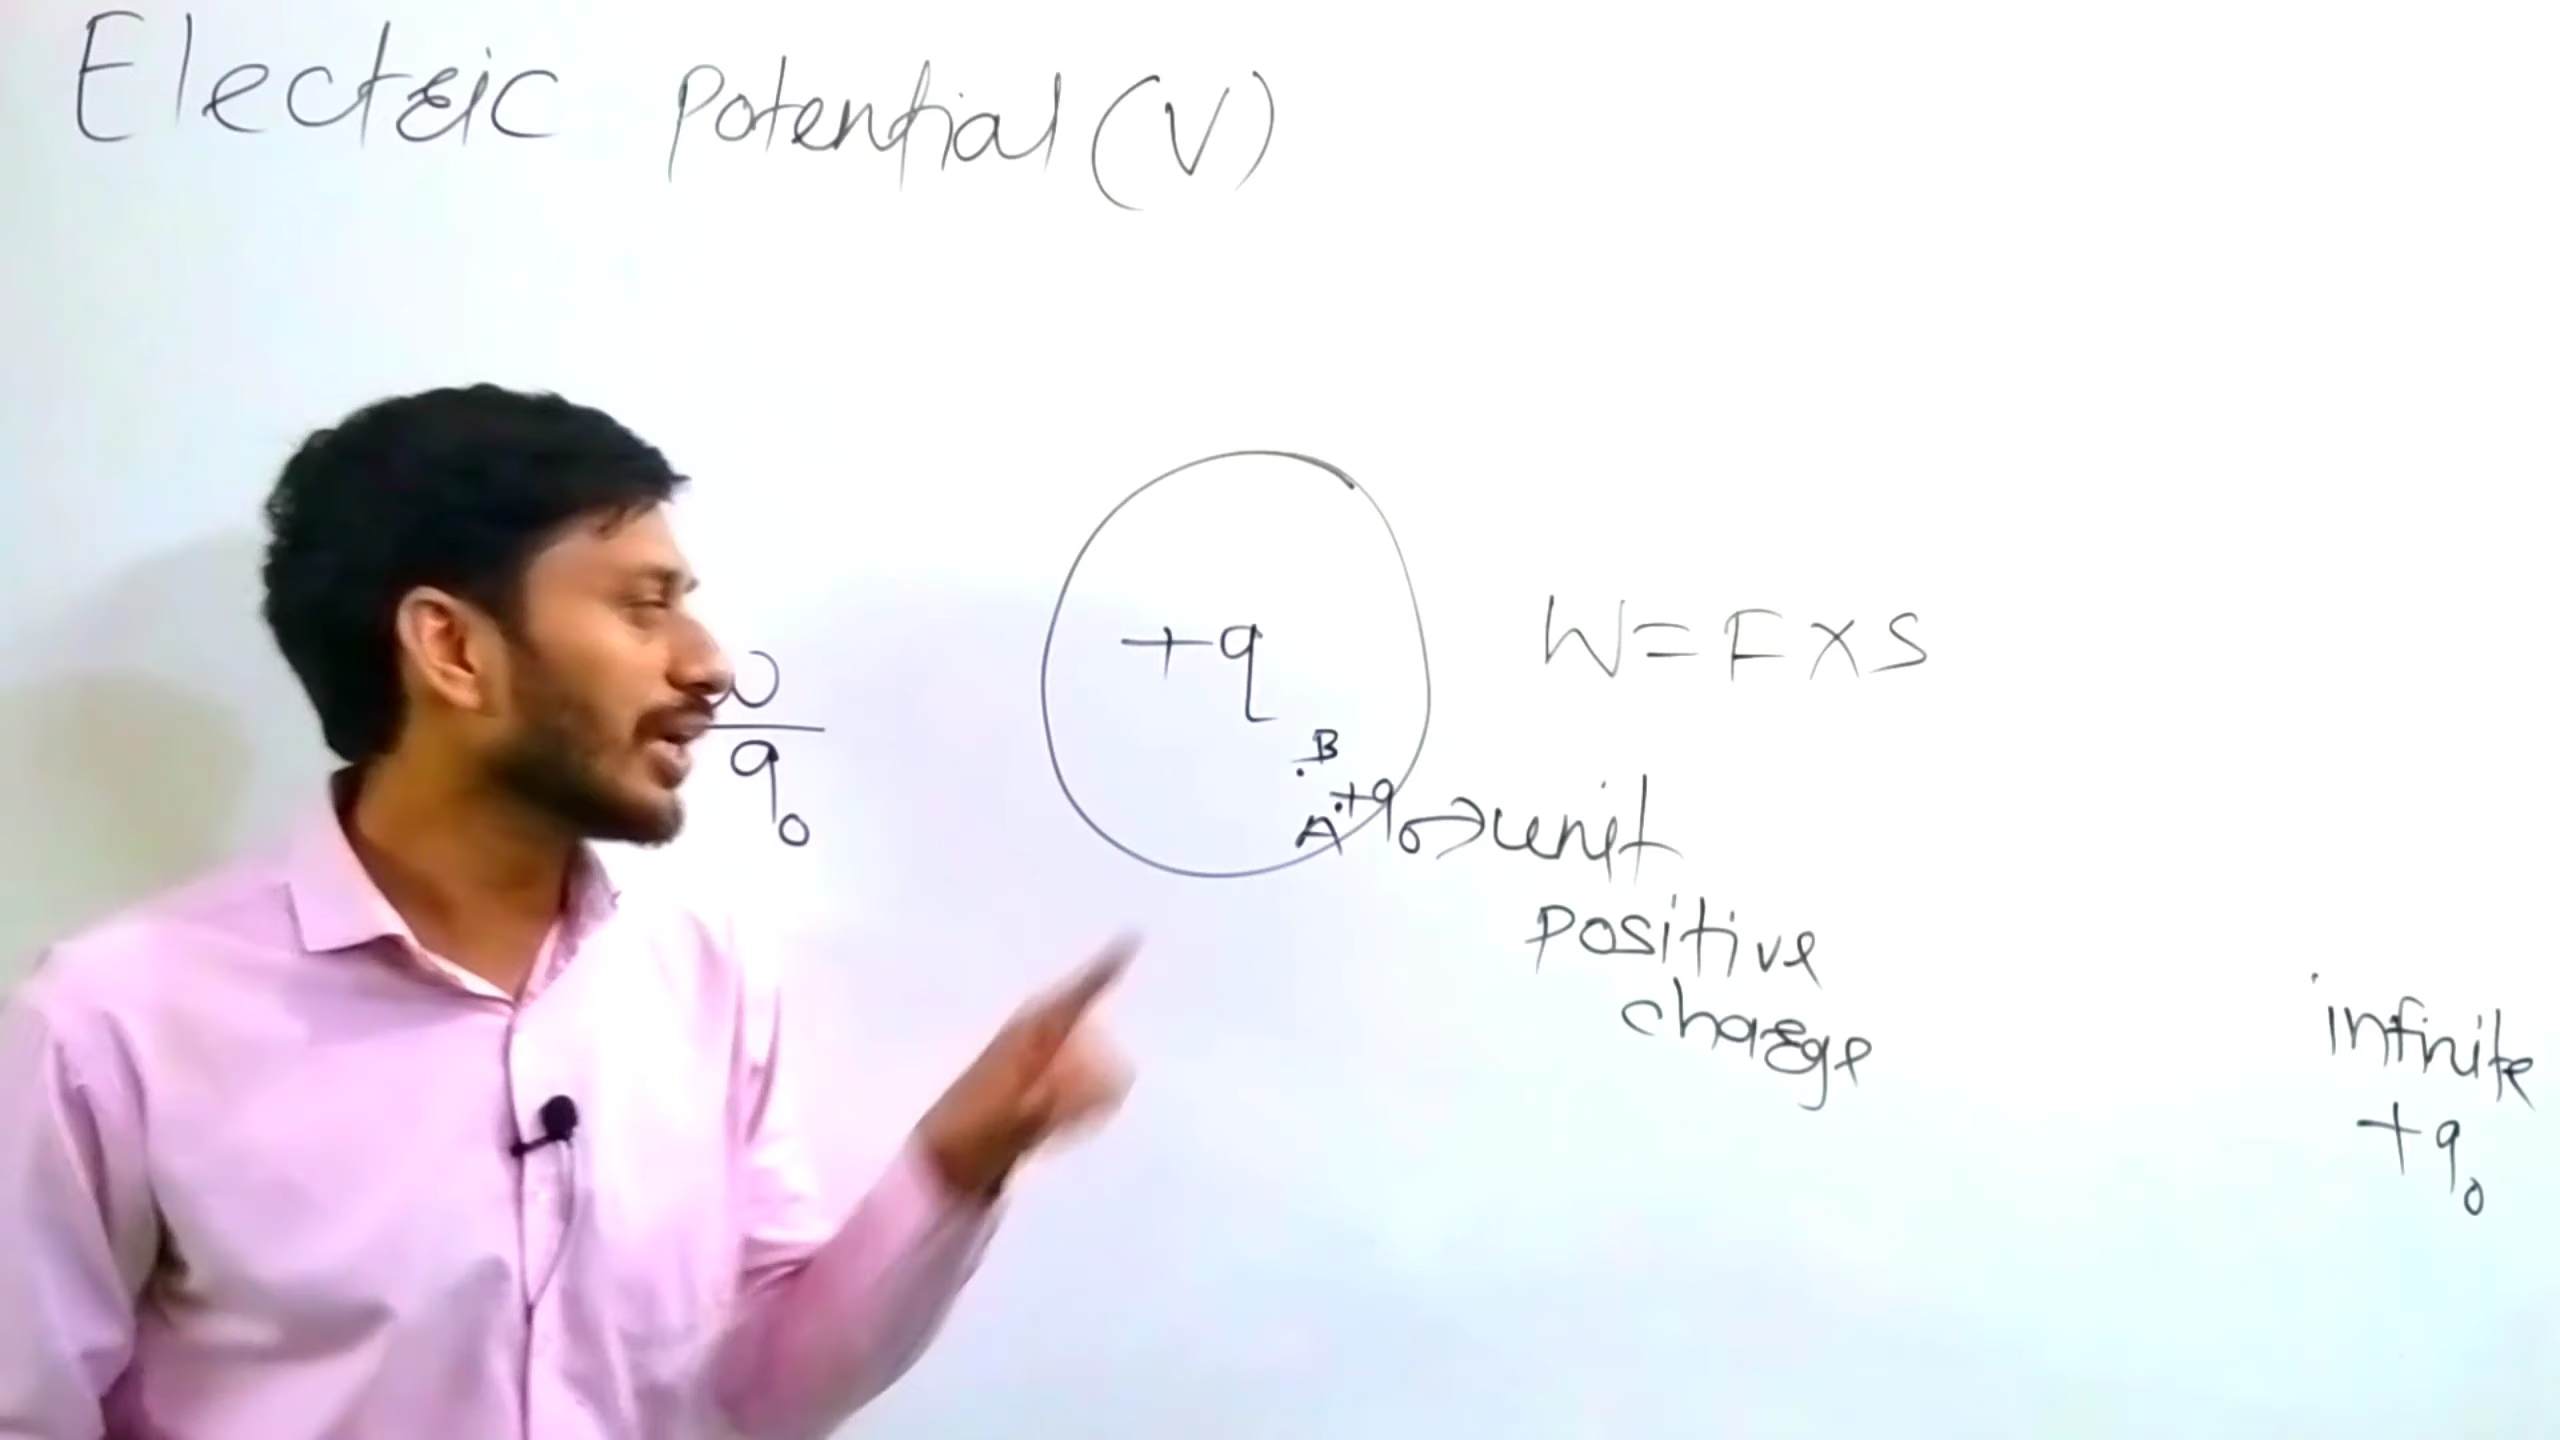 Electric Potential (V)
+q
W = F × S
ω
q₀
B
A +q₀ → unit
positive
charge
infinite
+q₀